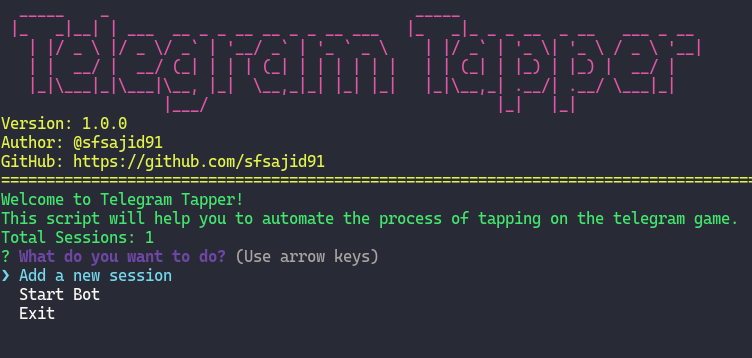 Telegram Tapper
Version: 1.0.0
Author: @sfsajid91
GitHub: https://github.com/sfsajid91
Welcome to Telegram Tapper!
This script will help you to automate the process of tapping on the telegram game.
Total Sessions: 1
? What do you want to do? (Use arrow keys)
❯ Add a new session
Start Bot
Exit